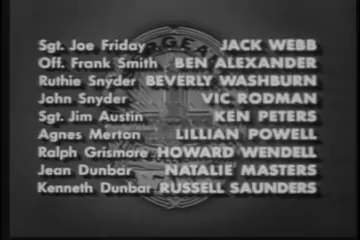 SERGEANT
Sgt. Joe Friday JACK WEBB
Off. Frank Smith BEN ALEXANDER
Ruthie Snyder BEVERLY WASHBURN
John Snyder VIC RODMAN
Sgt. Jim Austin KEN PETERS
Agnes Merton LILLIAN POWELL
Ralph Grismore HOWARD WENDELL
Jean Dunbar NATALIE MASTERS
Kenneth Dunbar RUSSELL SAUNDERS